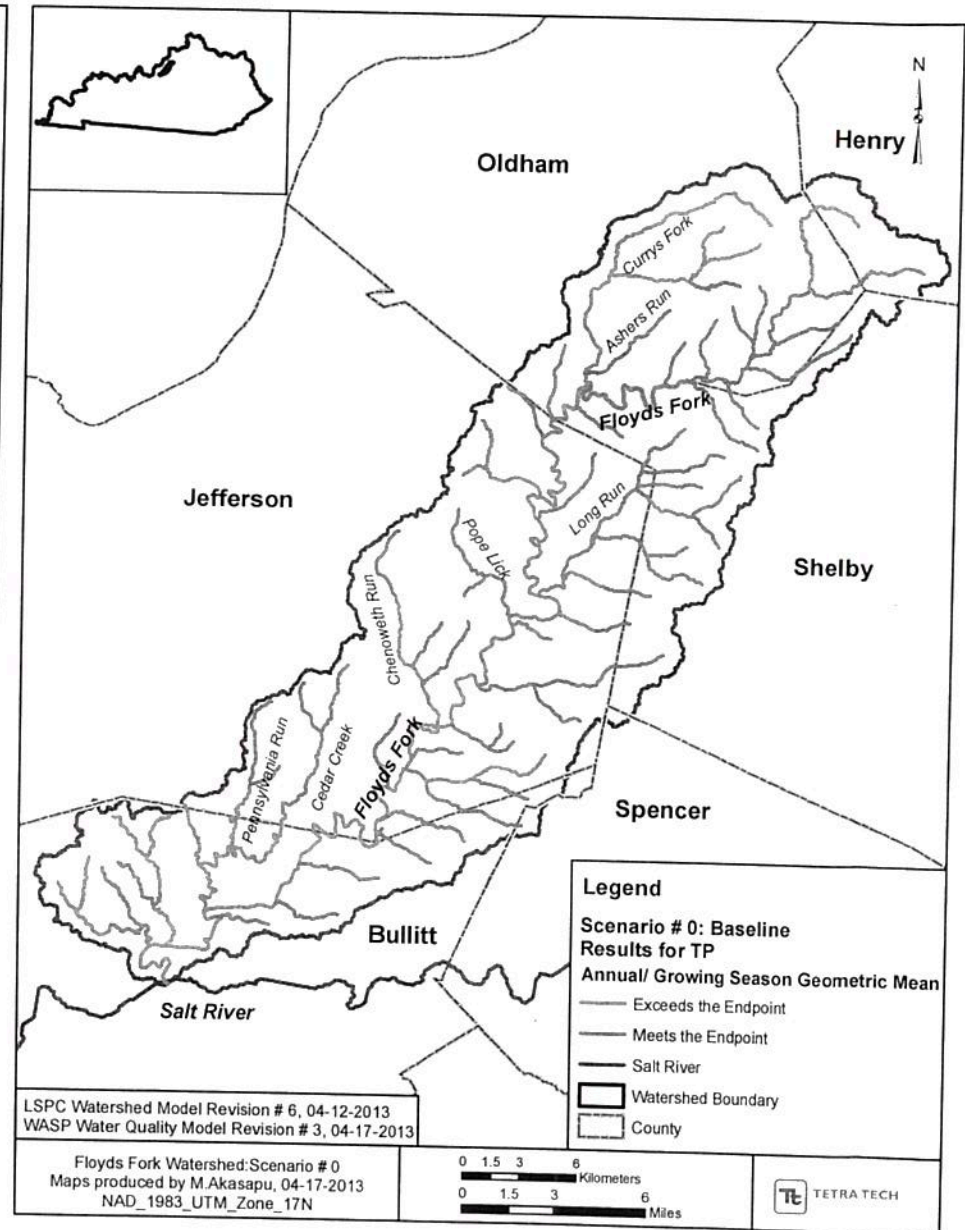 N
Henry
Oldham
Currys Fork
Ashers Run
Floyds Fork
Jefferson
Long Run
Pope Lick
Shelby
Chenoweth Run
Pennsylvania Run
Cedar Creek
Floyds Fork
Spencer
Bullitt
Salt River
Legend
Scenario # 0: Baseline
Results for TP
Annual/ Growing Season Geometric Mean
Exceeds the Endpoint
Meets the Endpoint
Salt River
Watershed Boundary
County
LSPC Watershed Model Revision # 6, 04-12-2013
WASP Water Quality Model Revision # 3, 04-17-2013
Floyds Fork Watershed:Scenario # 0
Maps produced by M.Akasapu, 04-17-2013
NAD_1983_UTM_Zone_17N
0 1.5 3 6
Kilometers
0 1.5 3 6
Miles
Tt TETRA TECH